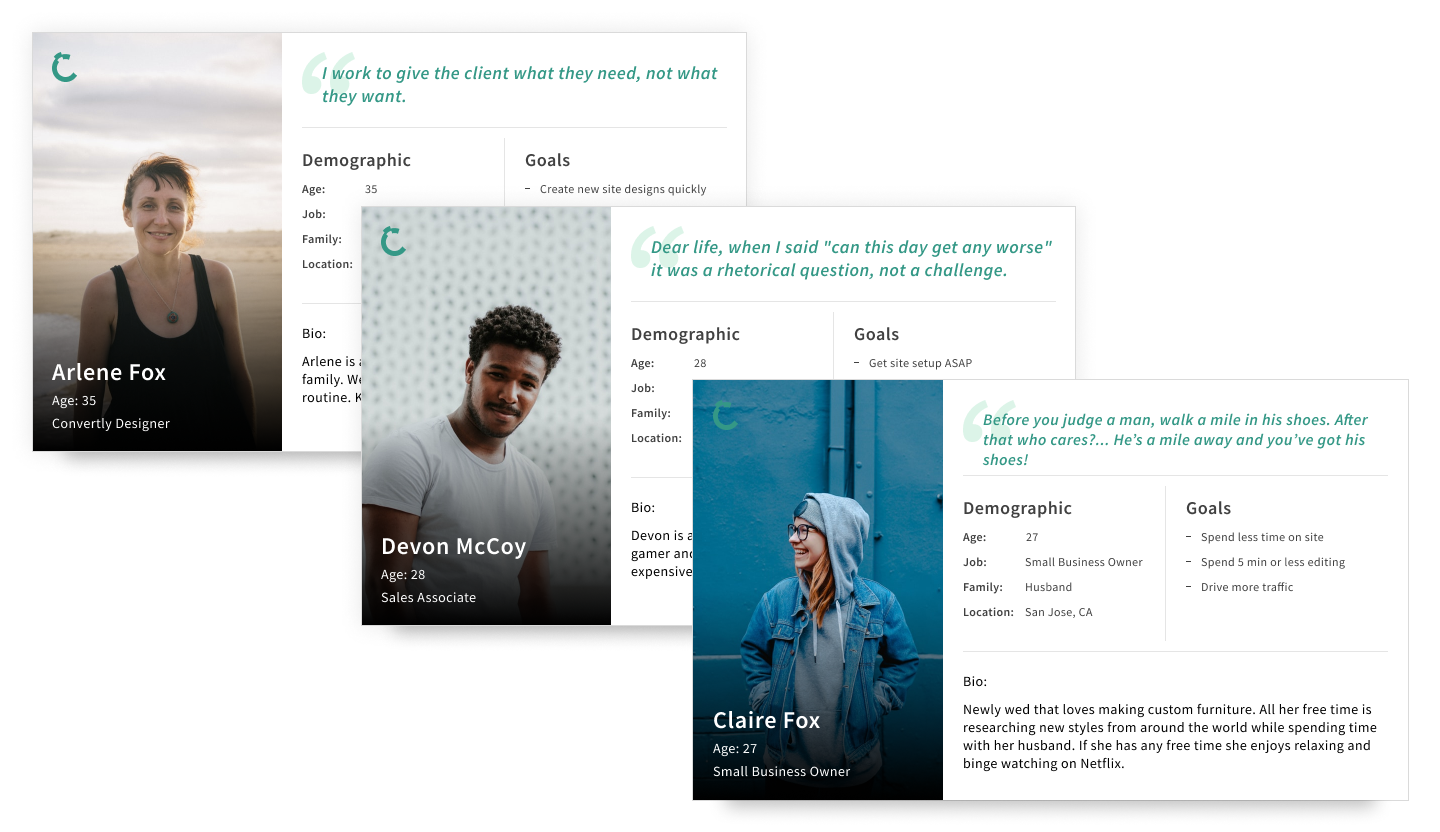 I work to give the client what they need, not what
they want.
Demographic
Age: 35
Job:
Family:
Location:
Goals
– Create new site designs quickly
Bio:
Arlene is
family. We
routine.
Arlene Fox
Age: 35
Convertly Designer
Dear life, when I said "can this day get any worse"
it was a rhetorical question, not a challenge.
Demographic
Age: 28
Job:
Family:
Location:
Goals
– Get site setup ASAP
Bio:
Devon is a
gamer and
expensive
Devon McCoy
Age: 28
Sales Associate
Before you judge a man, walk a mile in his shoes. After
that who cares?... He’s a mile away and you’ve got his
shoes!
Demographic
Age: 27
Job: Small Business Owner
Family: Husband
Location: San Jose, CA
Goals
– Spend less time on site
– Spend 5 min or less editing
– Drive more traffic
Bio:
Newly wed that loves making custom furniture. All her free time is
researching new styles from around the world while spending time
with her husband. If she has any free time she enjoys relaxing and
binge watching on Netflix.
Claire Fox
Age: 27
Small Business Owner